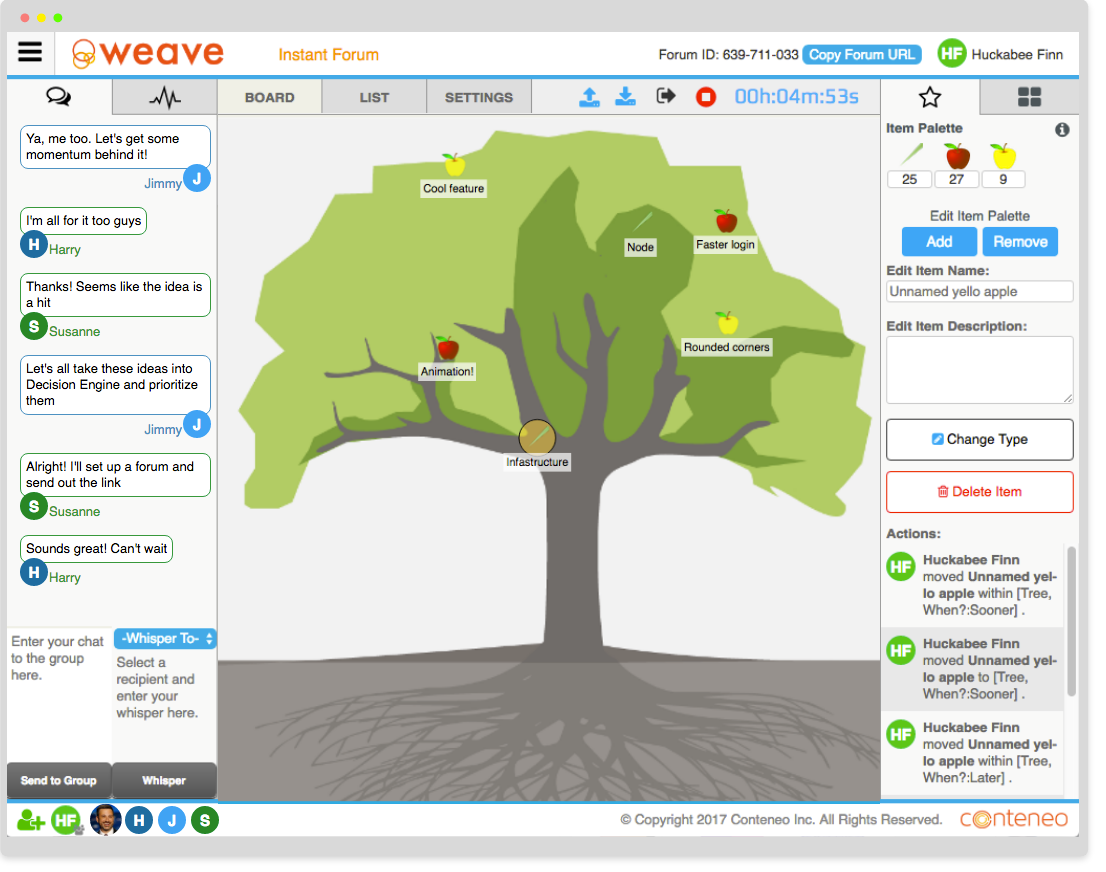 weave
Instant Forum
Forum ID: 639-711-033
Copy Forum URL
HF
Huckabee Finn
BOARD
LIST
SETTINGS
00h:04m:53s
Ya, me too. Let's get some
momentum behind it!
Jimmy
J
I'm all for it too guys
H
Harry
Thanks! Seems like the idea is
a hit
S
Susanne
Let's all take these ideas into
Decision Engine and prioritize
them
Jimmy
J
Alright! I'll set up a forum and
send out the link
S
Susanne
Sounds great! Can't wait
H
Harry
Enter your chat
to the group
here.
-Whisper To-
Select a
recipient and
enter your
whisper here.
Send to Group
Whisper
Cool feature
Node
Faster login
Rounded corners
Animation!
Infastructure
Item Palette
25
27
9
Edit Item Palette
Add
Remove
Edit Item Name:
Unnamed yello apple
Edit Item Description:
Change Type
Delete Item
Actions:
HF
Huckabee Finn
moved Unnamed yel-
lo apple within [Tree,
When?:Sooner] .
HF
Huckabee Finn
moved Unnamed yel-
lo apple to [Tree,
When?:Sooner] .
HF
Huckabee Finn
moved Unnamed yel-
lo apple within [Tree,
When?:Later] .
HF
H
J
S
© Copyright 2017 Conteneo Inc. All Rights Reserved.
conteneo